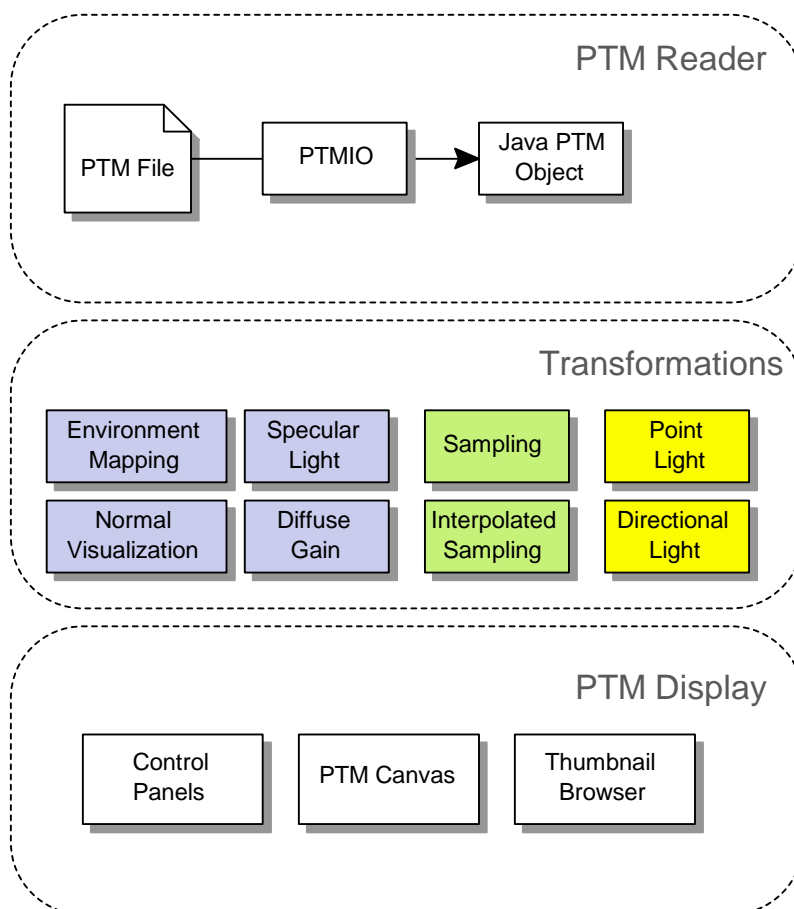 PTM Reader
PTM File
PTMIO
Java PTM
Object
Transformations
Environment
Mapping
Specular
Light
Sampling
Point
Light
Normal
Visualization
Diffuse
Gain
Interpolated
Sampling
Directional
Light
PTM Display
Control
Panels
PTM Canvas
Thumbnail
Browser